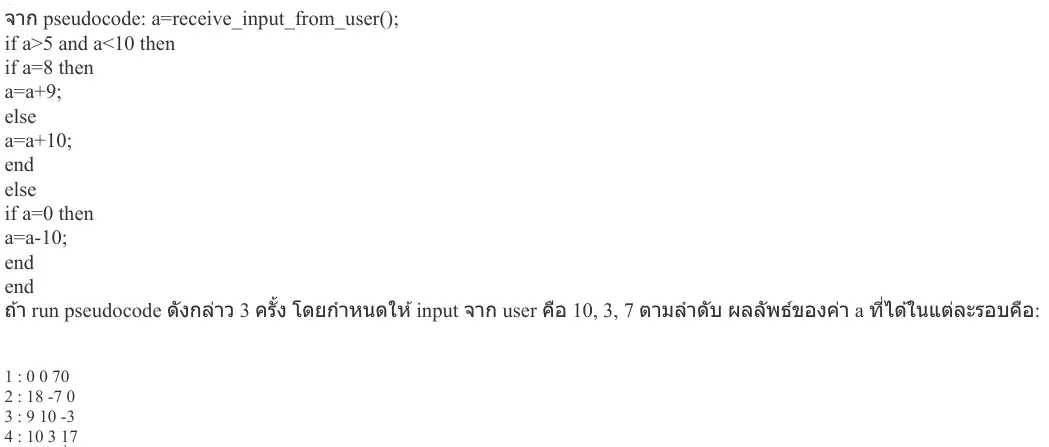 จาก pseudocode: a=receive_input_from_user();
if a>5 and a<10 then
if a=8 then
a=a+9;
else
a=a+10;
end
else
if a=0 then
a=a-10;
end
end
ถ้า run pseudocode ดังกล่าว 3 ครั้ง โดยกำหนดให้ input จาก user คือ 10, 3, 7 ตามลำดับ ผลลัพธ์ของค่า a ที่ได้ในแต่ละรอบคือ:
1 : 0 0 70
2 : 18 -7 0
3 : 9 10 -3
4 : 10 3 17